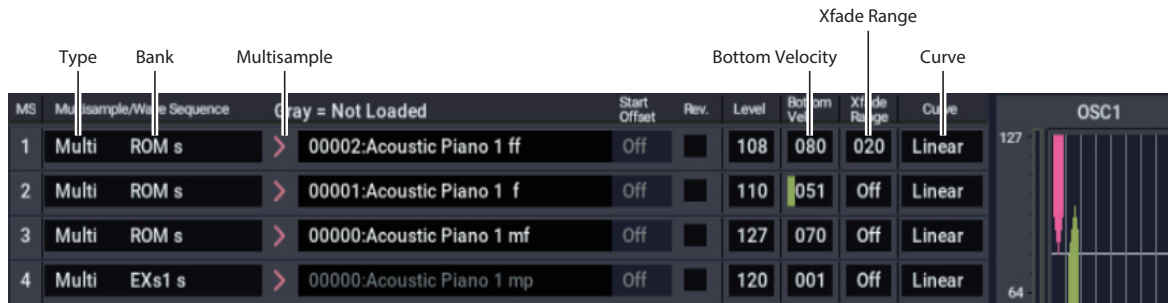 Xfade Range
Type Bank Multisample Bottom Velocity Curve
MS Multisample/Wave Sequence Gray = Not Loaded Start Offset Rev. Level Bottom Vel. Xfade Range Curve OSC1
1 Multi ROM s 00002:Acoustic Piano 1 ff Off 108 080 020 Linear 127
2 Multi ROM s 00001:Acoustic Piano 1 f Off 110 051 Off Linear
3 Multi ROM s 00000:Acoustic Piano 1 mf Off 127 070 Off Linear
4 Multi EXs1 s 00000:Acoustic Piano 1 mp Off 120 001 Off Linear 64